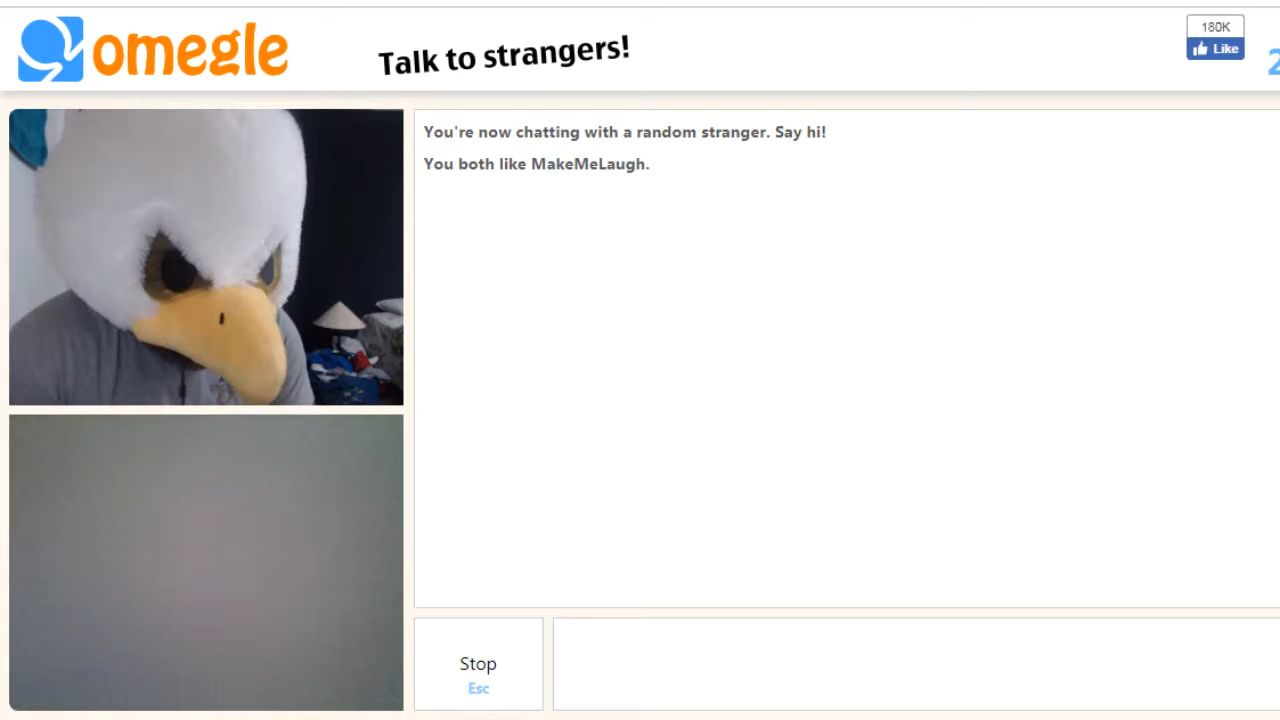 omegle
Talk to strangers!
180K
Like
2
You're now chatting with a random stranger. Say hi!
You both like MakeMeLaugh.
Stop
Esc